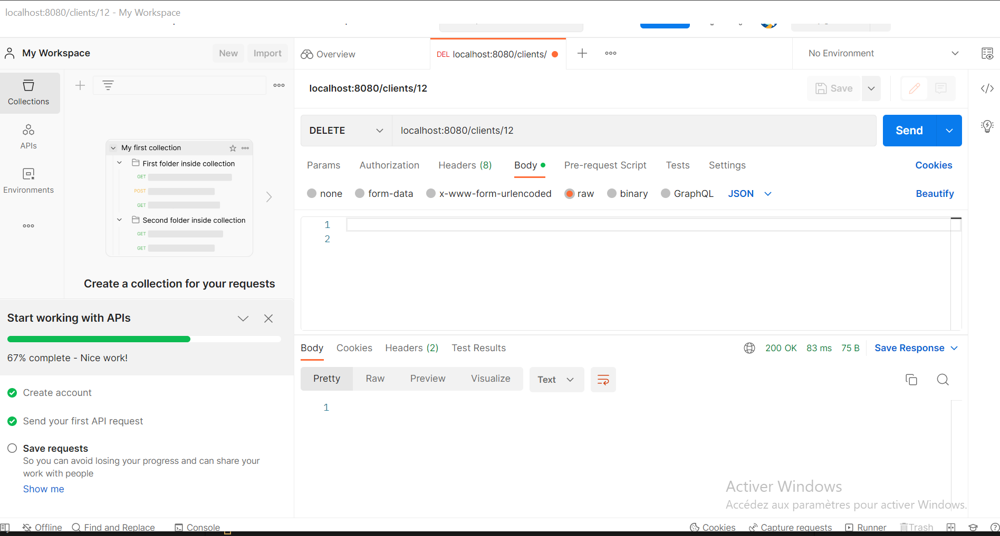 localhost:8080/clients/12 - My Workspace
My Workspace
New
Import
Overview
DEL localhost:8080/clients/
No Environment
Collections
APIs
Environments
My first collection
First folder inside collection
GET
POST
GET
Second folder inside collection
GET
GET
Create a collection for your requests
Start working with APIs
67% complete - Nice work!
Create account
Send your first API request
Save requests
So you can avoid losing your progress and can share your
work with people
Show me
localhost:8080/clients/12
Save
DELETE
localhost:8080/clients/12
Send
Params
Authorization
Headers (8)
Body
Pre-request Script
Tests
Settings
Cookies
none
form-data
x-www-form-urlencoded
raw
binary
GraphQL
JSON
Beautify
1
2
Body
Cookies
Headers (2)
Test Results
200 OK
83 ms
75 B
Save Response
Pretty
Raw
Preview
Visualize
Text
1
Activer Windows
Accédez aux paramètres pour activer Windows.
Offline
Find and Replace
Console
Cookies
Capture requests
Runner
Trash